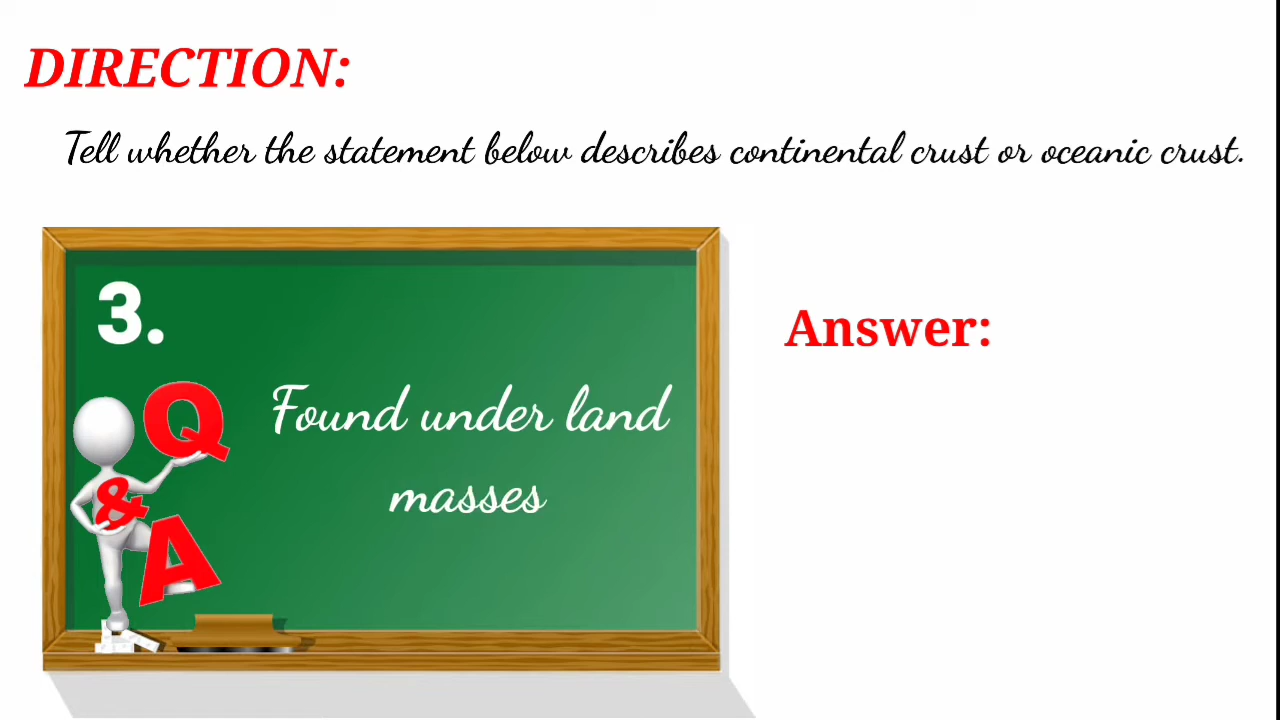 DIRECTION:
Tell whether the statement below describes continental crust or oceanic crust.
3.
Q
&
A
Found under land
masses
Answer: